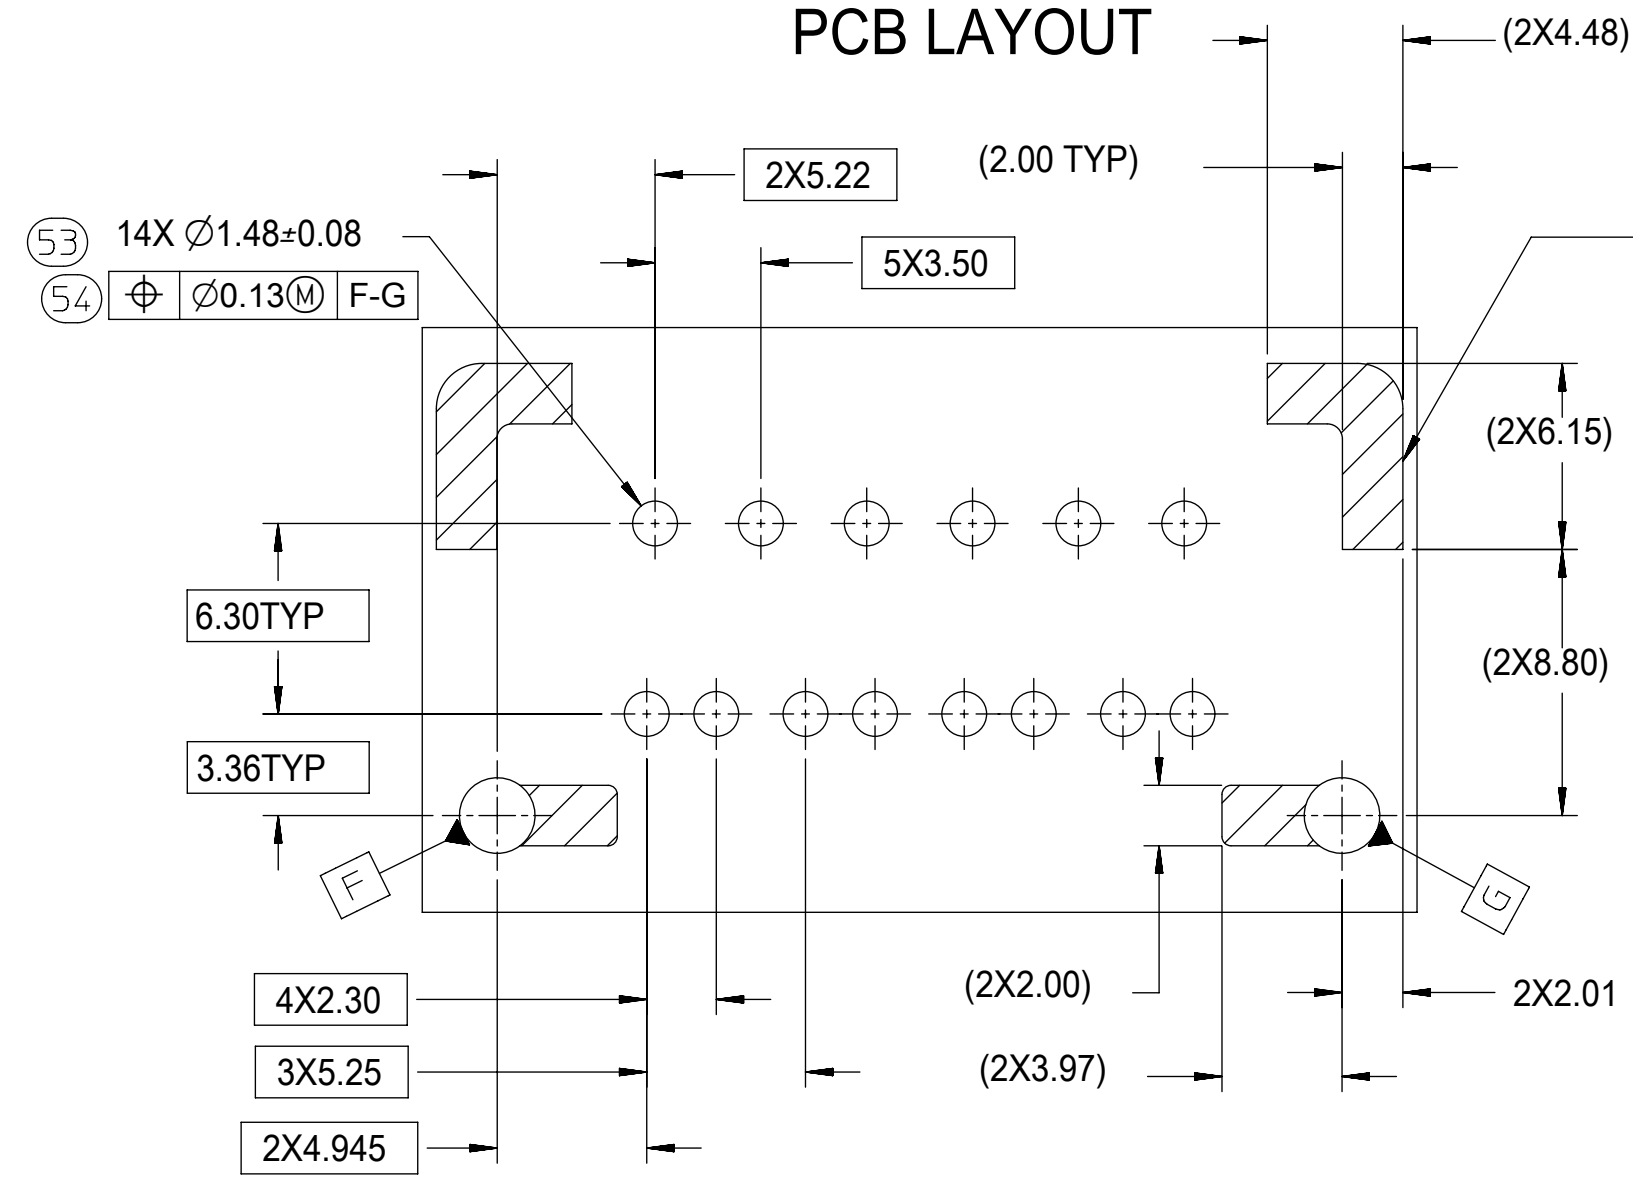 PCB LAYOUT
(2X4.48)
2X5.22
(2.00 TYP)
53 14X ∅1.48±0.08
5X3.50
54 ⌖ ∅0.13Ⓜ F-G
(2X6.15)
6.30TYP
(2X8.80)
3.36TYP
F
G
4X2.30
(2X2.00)
2X2.01
3X5.25
(2X3.97)
2X4.945